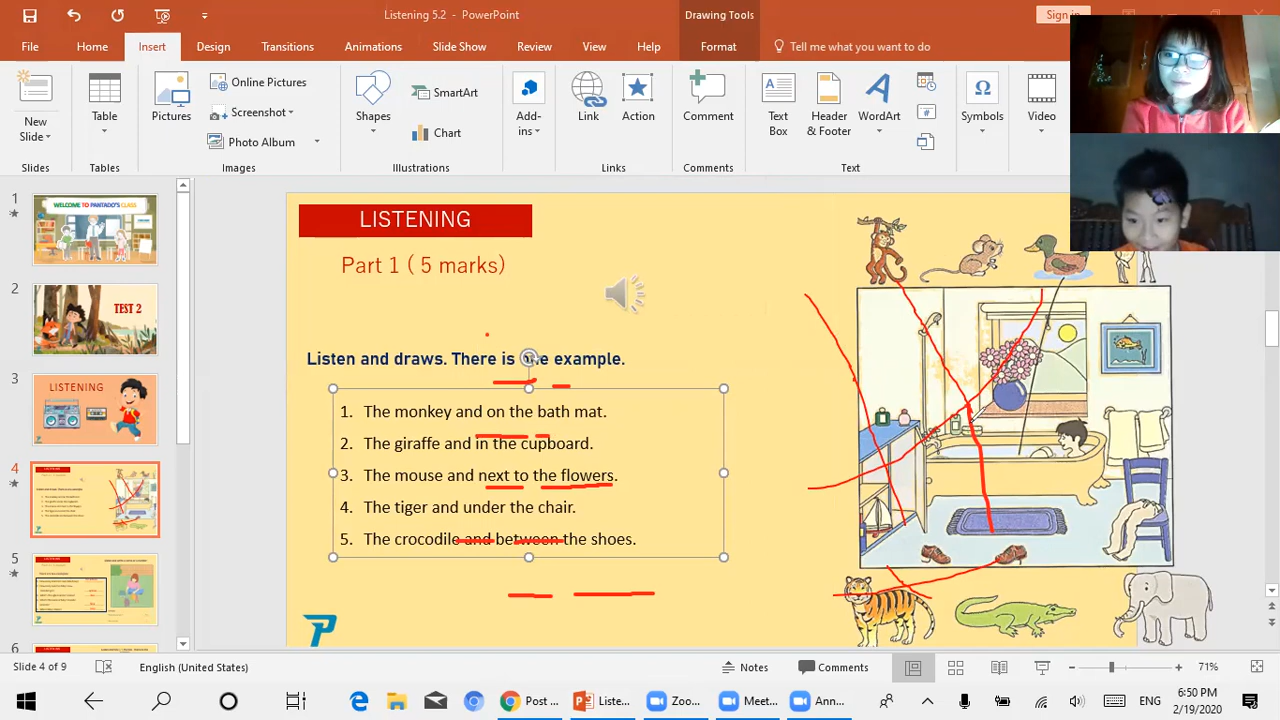 Listening 5.2 - PowerPoint
Drawing Tools
Sign in
File Home Insert Design Transitions Animations Slide Show Review View Help Format Tell me what you want to do
New Slide
Table
Pictures
Online Pictures
Screenshot
Photo Album
Shapes
SmartArt
Chart
Add-ins
Link
Action
Comment
Text Box
Header & Footer
WordArt
Symbols
Video
Slides Tables Images Illustrations Links Comments Text
1
WELCOME TO PANTADO'S CLASS
2
TEST 2
3
LISTENING
4
5
6
LISTENING
Part 1 ( 5 marks)
Listen and draws. There is one example.
1. The monkey and on the bath mat.
2. The giraffe and in the cupboard.
3. The mouse and next to the flowers.
4. The tiger and under the chair.
5. The crocodile and between the shoes.
Slide 4 of 9
English (United States)
Notes
Comments
71%
Post ...
Liste...
Zoo...
Meet...
Ann...
ENG
6:50 PM
2/19/2020